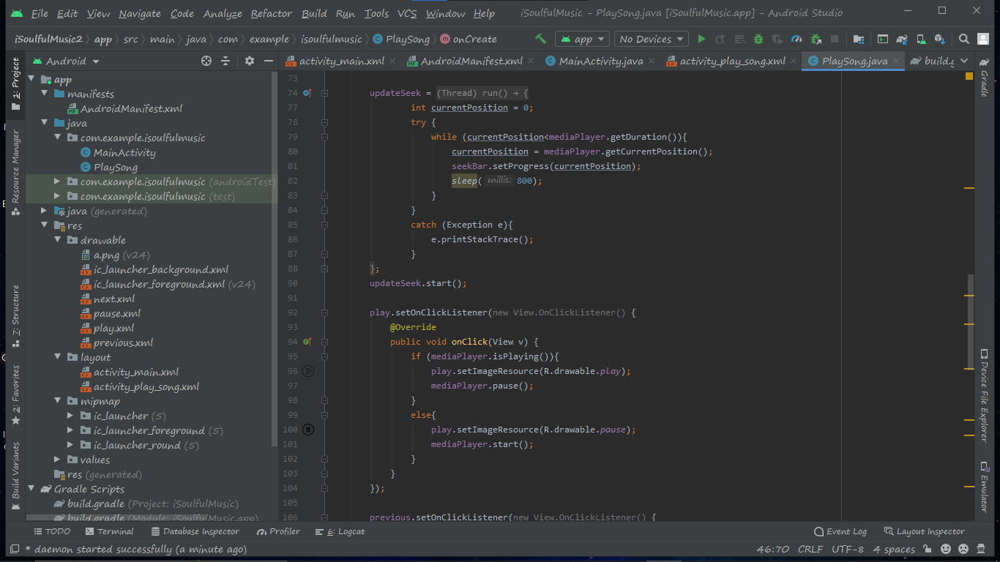 File Edit View Navigate Code Analyze Refactor Build Run Tools VCS Window Help iSoulfulMusic - PlaySong.java [iSoulfulMusic.app] - Android Studio
iSoulfulMusic2 app src main java com example isoulfulmusic PlaySong onCreate app No Devices
Android
activity_main.xml AndroidManifest.xml MainActivity.java activity_play_song.xml PlaySong.java
1: Project
Resource Manager
Z: Structure
2: Favorites
Build Variants
app
manifests
AndroidManifest.xml
java
com.example.isoulfulmusic
MainActivity
PlaySong
com.example.isoulfulmusic (androidTest)
com.example.isoulfulmusic (test)
java (generated)
res
drawable
a.png (v24)
ic_launcher_background.xml
ic_launcher_foreground.xml (v24)
next.xml
pause.xml
play.xml
previous.xml
layout
activity_main.xml
activity_play_song.xml
mipmap
ic_launcher (5)
ic_launcher_foreground (5)
ic_launcher_round (5)
values
res (generated)
Gradle Scripts
build.gradle (Project: iSoulfulMusic)
build.gradle (Module: iSoulfulMusic.app)
73
74 updateSeek = (Thread) run() → {
77 int currentPosition = 0;
78 try {
79 while (currentPosition<mediaPlayer.getDuration()){
80 currentPosition = mediaPlayer.getCurrentPosition();
81 seekBar.setProgress(currentPosition);
82 sleep( millis: 800);
83 }
84 }
85 catch (Exception e){
86 e.printStackTrace();
87 }
88 };
90 updateSeek.start();
91
92 play.setOnClickListener(new View.OnClickListener() {
93 @Override
94 public void onClick(View v) {
95 if (mediaPlayer.isPlaying()){
96 play.setImageResource(R.drawable.play);
97 mediaPlayer.pause();
98 }
99 else{
100 play.setImageResource(R.drawable.pause);
101 mediaPlayer.start();
102 }
103 }
104 });
105
106 previous.setOnClickListener(new View.OnClickListener() {
Gradle
Device File Explorer
Emulator
TODO Terminal Database Inspector Profiler 6: Logcat Event Log Layout Inspector
* daemon started successfully (a minute ago) 46:70 CRLF UTF-8 4 spaces